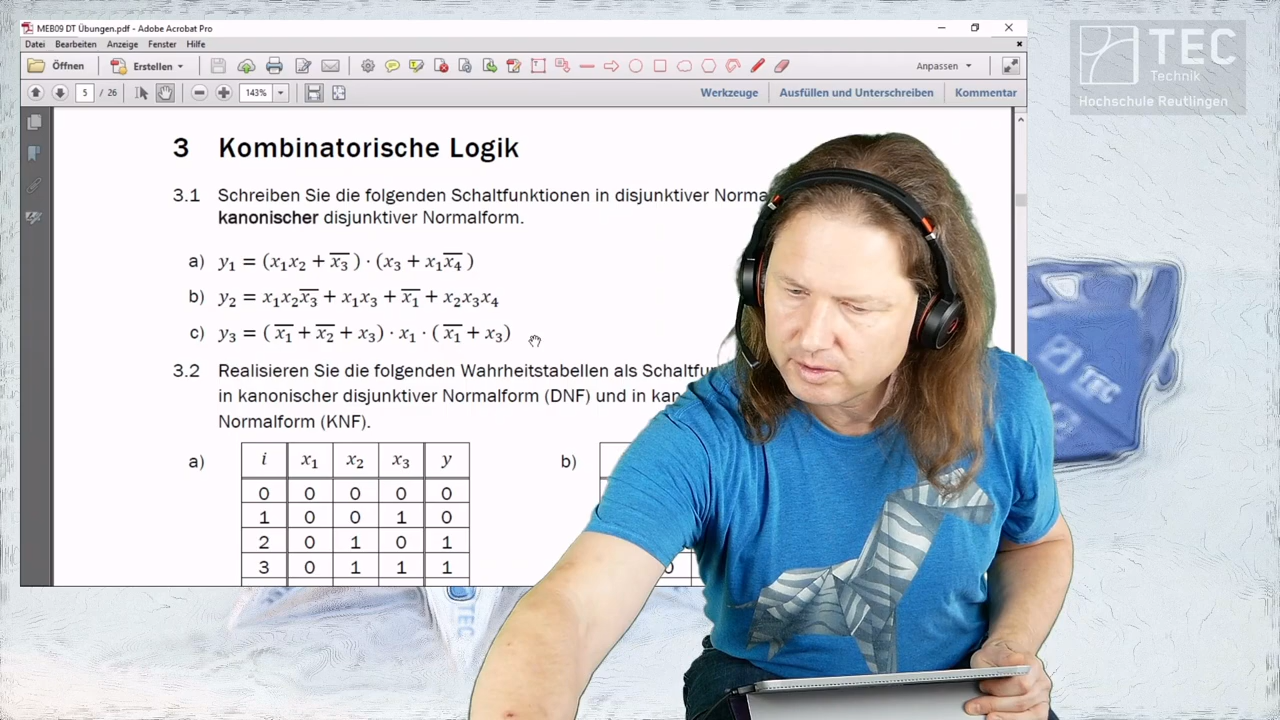 MEB09 DT Übungen.pdf - Adobe Acrobat Pro
Datei Bearbeiten Anzeige Fenster Hilfe
Öffnen Erstellen Anpassen
5 / 26 143% Werkzeuge Ausfüllen und Unterschreiben Kommentar
TEC
Technik
Hochschule Reutlingen
3 Kombinatorische Logik
3.1 Schreiben Sie die folgenden Schaltfunktionen in disjunktiver
kanonischer disjunktiver Normalform.
a) y₁ = (x₁x₂ + x̅₃) · (x₃ + x₁x̅₄)
b) y₂ = x₁x₂x̅₃ + x₁x₃ + x̅₁ + x₂x₃x₄
c) y₃ = (x̅₁ + x̅₂ + x₃) · x₁ · (x̅₁ + x₃)
3.2 Realisieren Sie die folgenden Wahrheitstabellen als
in kanonischer disjunktiver Normalform (DNF) und in
Normalform (KNF).
a) i x₁ x₂ x₃ y b)
0 0 0 0 0
1 0 0 1 0
2 0 1 0 1
3 0 1 1 1
TEC
TEC